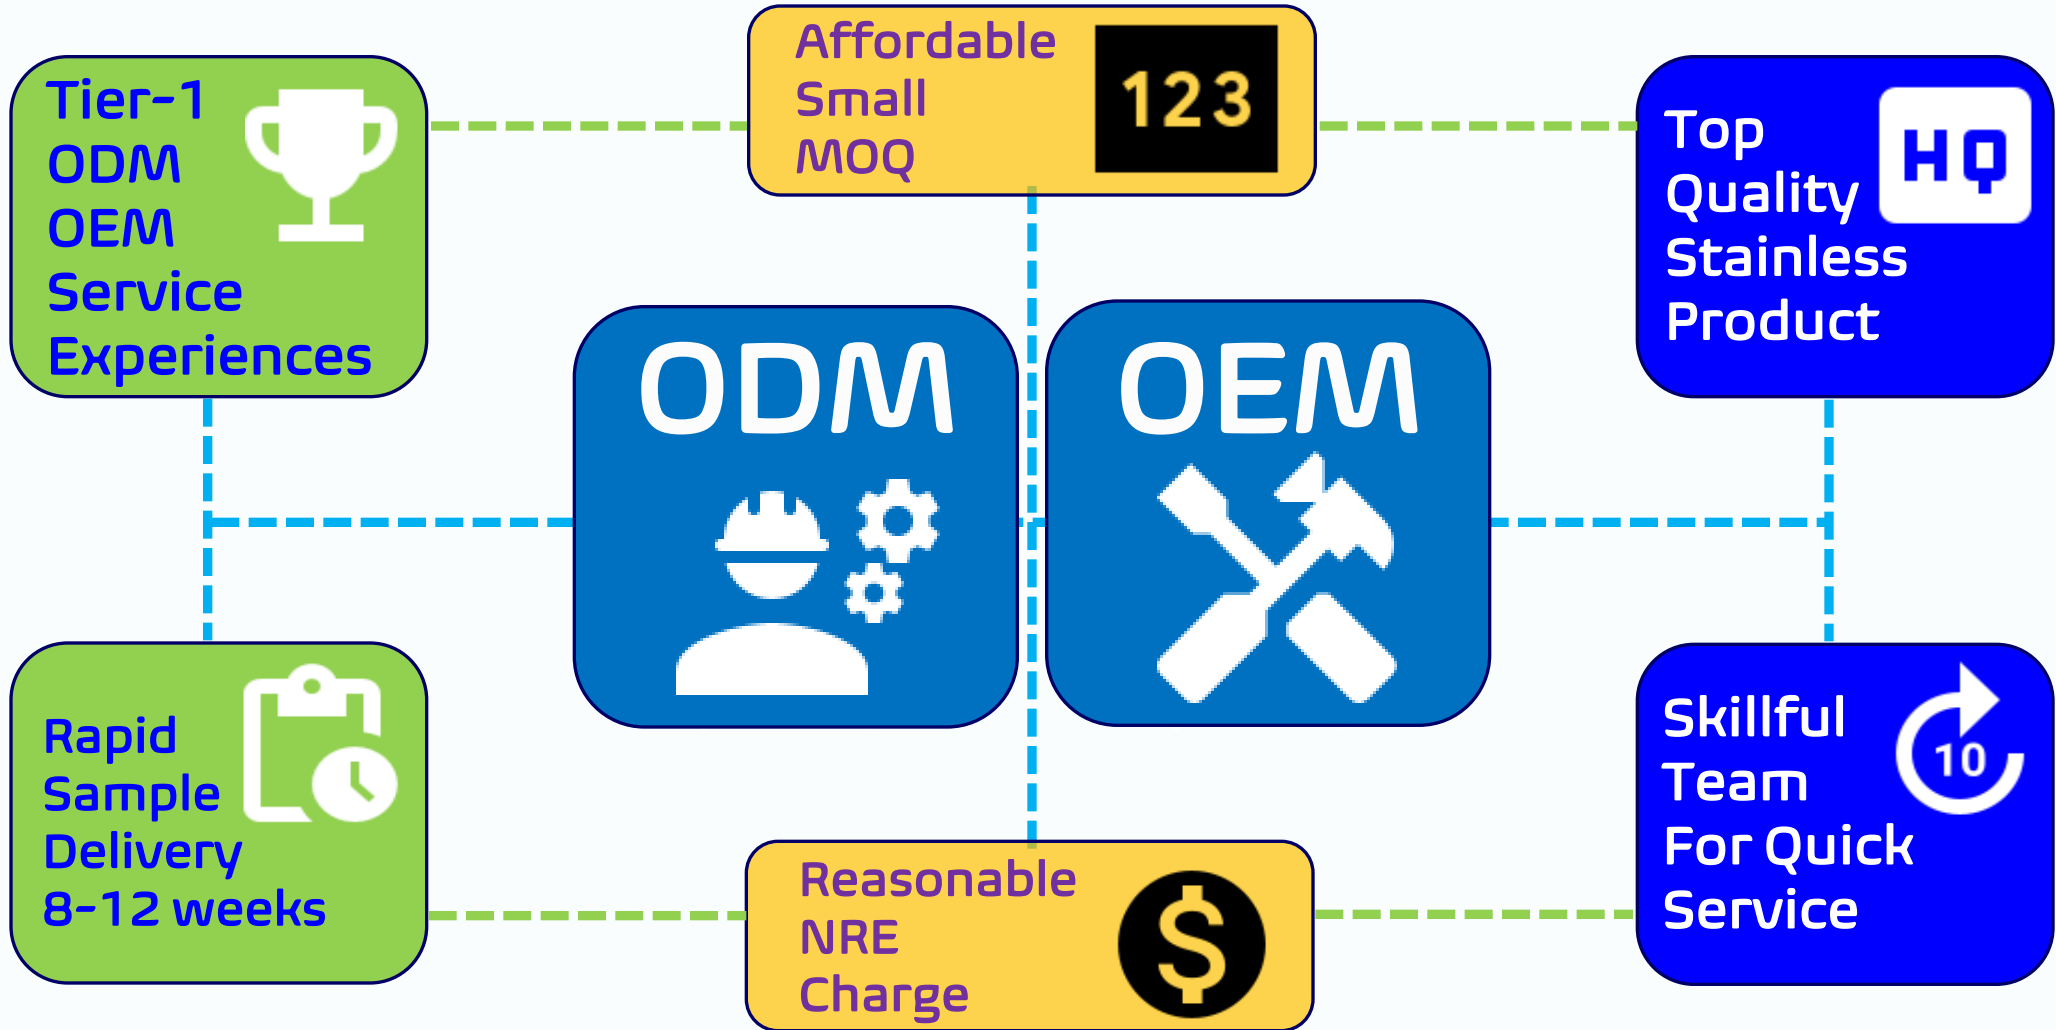 Tier-1
ODM
OEM
Service
Experiences
Affordable
Small
MOQ
123
Top
Quality
Stainless
Product
HQ
ODM
OEM
Rapid
Sample
Delivery
8-12 weeks
Reasonable
NRE
Charge
$
Skillful
Team
For Quick
Service
10